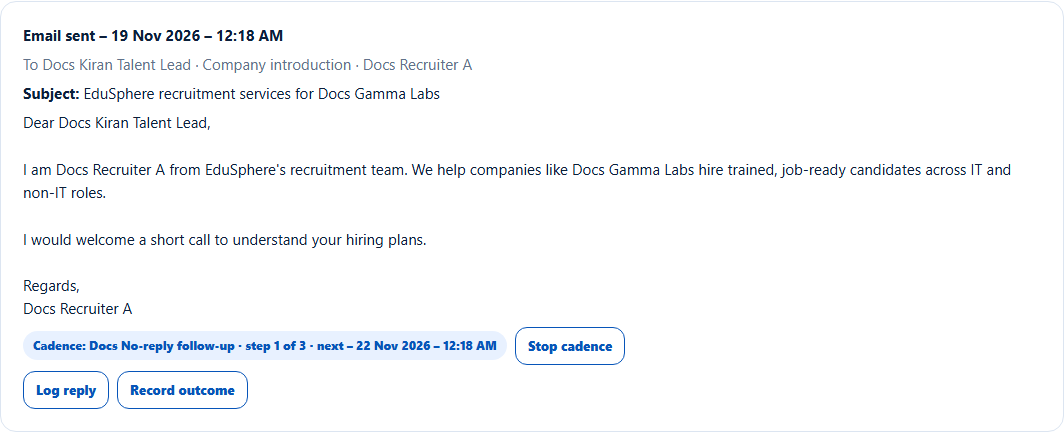 Email sent – 19 Nov 2026 – 12:18 AM
To Docs Kiran Talent Lead · Company introduction · Docs Recruiter A
Subject: EduSphere recruitment services for Docs Gamma Labs
Dear Docs Kiran Talent Lead,
I am Docs Recruiter A from EduSphere's recruitment team. We help companies like Docs Gamma Labs hire trained, job-ready candidates across IT and
non-IT roles.
I would welcome a short call to understand your hiring plans.
Regards,
Docs Recruiter A
Cadence: Docs No-reply follow-up · step 1 of 3 · next – 22 Nov 2026 – 12:18 AM Stop cadence
Log reply Record outcome